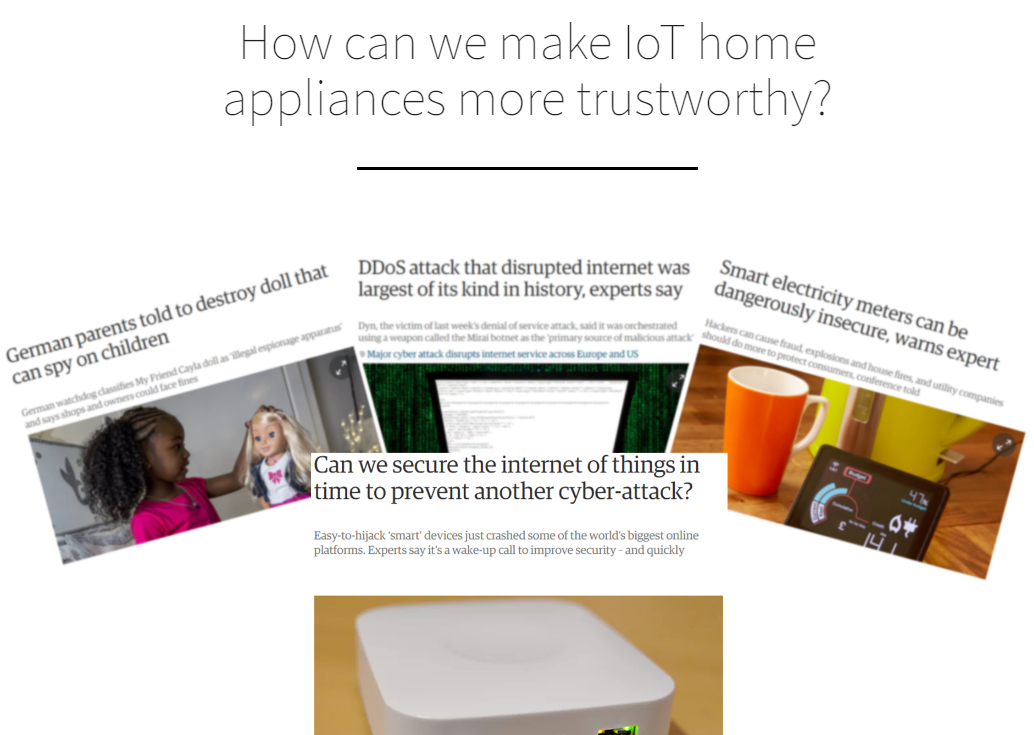 How can we make IoT home
appliances more trustworthy?
German parents told to destroy doll that
can spy on children
German watchdog classifies My Friend Cayla doll as 'illegal espionage apparatus'
and says shops and owners could face fines
DDoS attack that disrupted internet was
largest of its kind in history, experts say
Dyn, the victim of last week's denial of service attack, said it was orchestrated
using a weapon called the Mirai botnet as the 'primary source of malicious attack'
Major cyber attack disrupts internet service across Europe and US
Smart electricity meters can be
dangerously insecure, warns expert
Hackers can cause fraud, explosions and house fires, and utility companies
should do more to protect consumers, conference told
Budget
47%
£
Can we secure the internet of things in
time to prevent another cyber-attack?
Easy-to-hijack 'smart' devices just crashed some of the world's biggest online
platforms. Experts say it's a wake-up call to improve security – and quickly